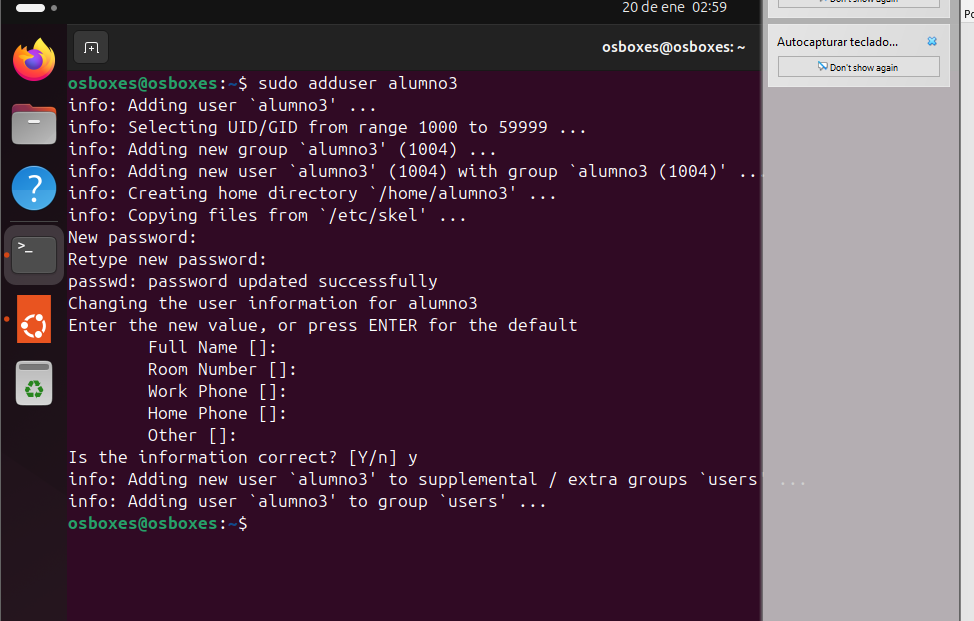 Don't show again
20 de ene 02:59
osboxes@osboxes: ~
Autocapturar teclado...
Don't show again
osboxes@osboxes:~$ sudo adduser alumno3
info: Adding user `alumno3' ...
info: Selecting UID/GID from range 1000 to 59999 ...
info: Adding new group `alumno3' (1004) ...
info: Adding new user `alumno3' (1004) with group `alumno3 (1004)' ...
info: Creating home directory `/home/alumno3' ...
info: Copying files from `/etc/skel' ...
New password:
Retype new password:
passwd: password updated successfully
Changing the user information for alumno3
Enter the new value, or press ENTER for the default
Full Name []:
Room Number []:
Work Phone []:
Home Phone []:
Other []:
Is the information correct? [Y/n] y
info: Adding new user `alumno3' to supplemental / extra groups `users' ...
info: Adding user `alumno3' to group `users' ...
osboxes@osboxes:~$